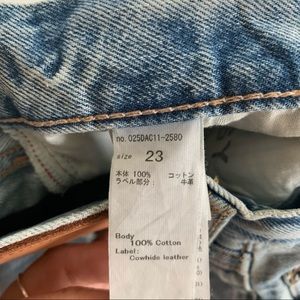 no. 025DAC11-2580
size 23
本体 100% コットン
ラベル部分: 牛革
Body
100% Cotton
Label:
Cowhide leather